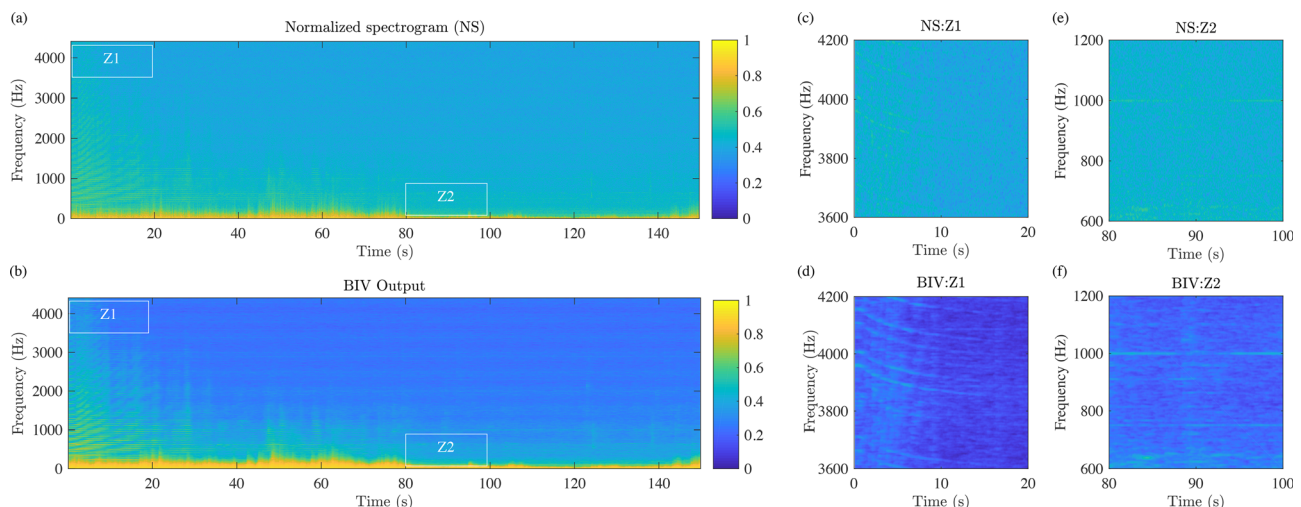 (a)
Normalized spectrogram (NS)
Frequency (Hz)
4000
3000
2000
1000
0
Z1
Z2
20 40 60 80 100 120 140
Time (s)
1
0.8
0.6
0.4
0.2
0
(b)
BIV Output
Frequency (Hz)
4000
3000
2000
1000
0
Z1
Z2
20 40 60 80 100 120 140
Time (s)
1
0.8
0.6
0.4
0.2
0
(c)
NS:Z1
Frequency (Hz)
4200
4000
3800
3600
0 10 20
Time (s)
(d)
BIV:Z1
Frequency (Hz)
4200
4000
3800
3600
0 10 20
Time (s)
(e)
NS:Z2
Frequency (Hz)
1200
1000
800
600
80 90 100
Time (s)
(f)
BIV:Z2
Frequency (Hz)
1200
1000
800
600
80 90 100
Time (s)